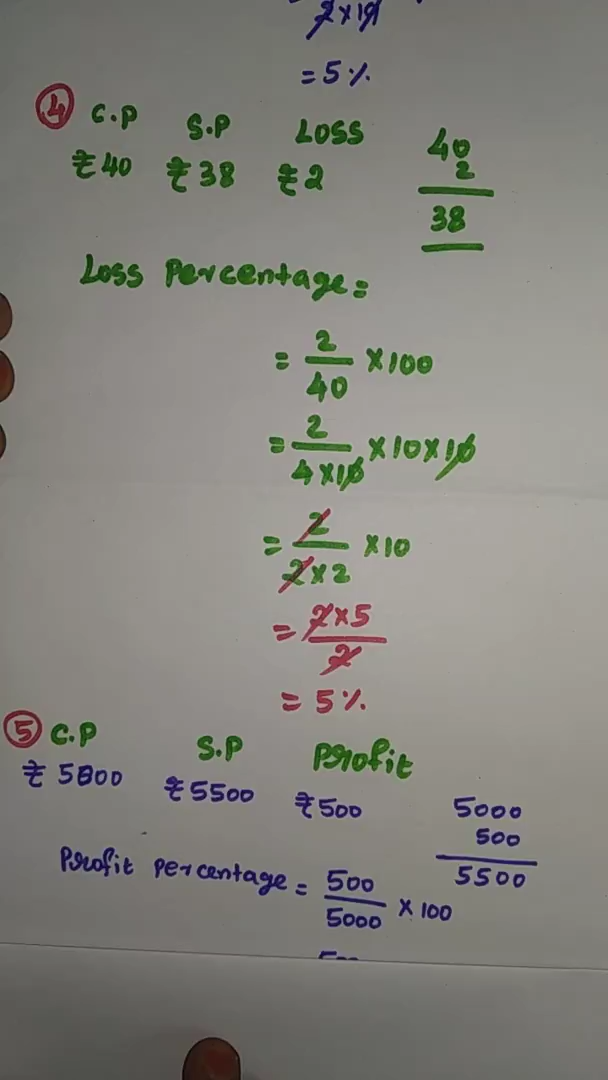 2×10
=5%
4 C.P S.P Loss
₹40 ₹38 ₹2
40
2
38
Loss Percentage=
= 2/40 ×100
= 2/4×10 ×10×10
= 2/2×2 ×10
= 2×5/2
= 5%
5 C.P S.P Profit
₹5000 ₹5500 ₹500
5000
500
5500
Profit Percentage = 500/5000 ×100